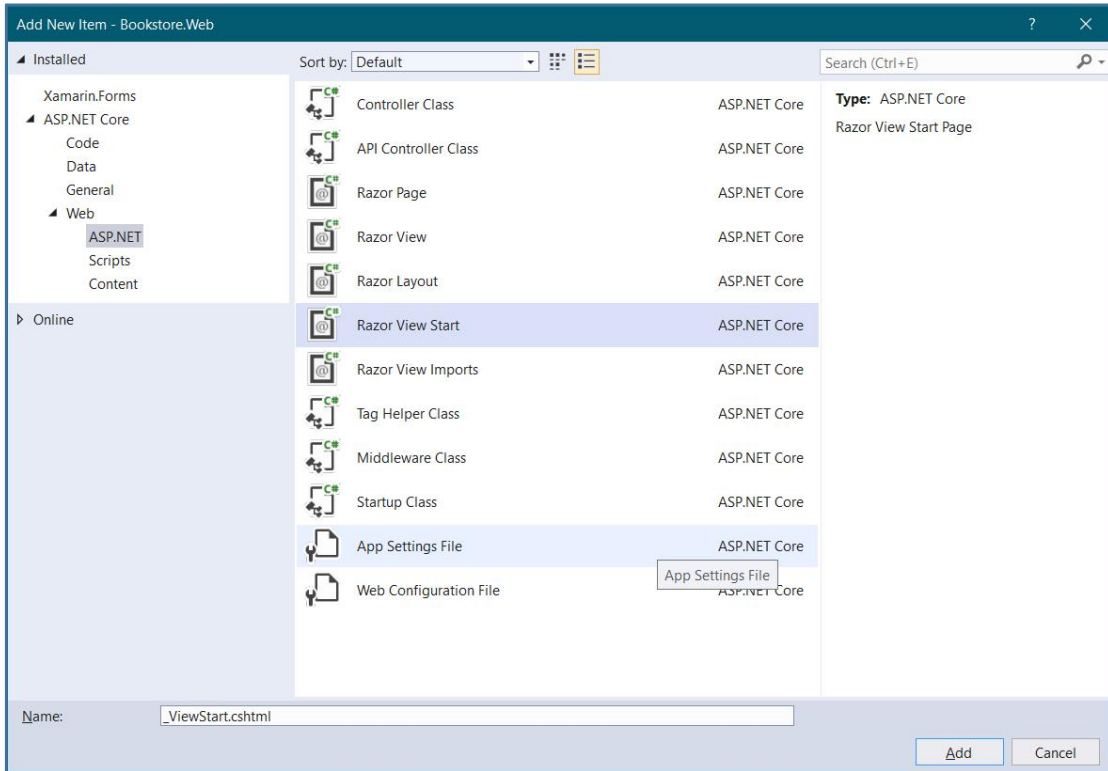 Add New Item - Bookstore.Web
Installed
Sort by: Default
Search (Ctrl+E)
Xamarin.Forms
ASP.NET Core
Code
Data
General
Web
ASP.NET
Scripts
Content
Online
Controller Class ASP.NET Core
API Controller Class ASP.NET Core
Razor Page ASP.NET Core
Razor View ASP.NET Core
Razor Layout ASP.NET Core
Razor View Start ASP.NET Core
Razor View Imports ASP.NET Core
Tag Helper Class ASP.NET Core
Middleware Class ASP.NET Core
Startup Class ASP.NET Core
App Settings File ASP.NET Core
App Settings File
Web Configuration File ASP.NET Core
Type: ASP.NET Core
Razor View Start Page
Name: _ViewStart.cshtml
Add Cancel